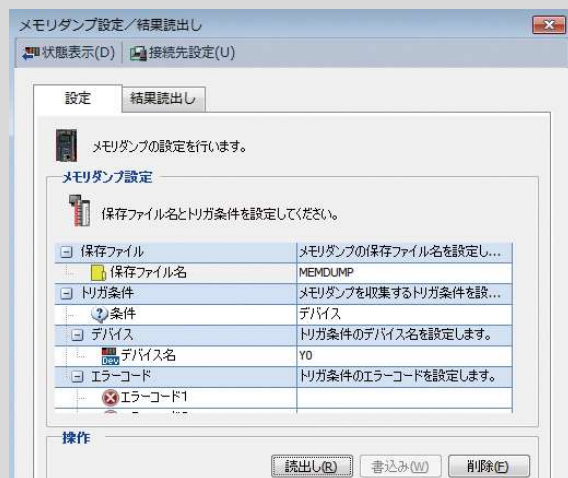 メモリダンプ設定／結果読出し
状態表示(D) 接続先設定(U)
設定 結果読出し
メモリダンプの設定を行います。
メモリダンプ設定
保存ファイル名とトリガ条件を設定してください。
保存ファイル メモリダンプの保存ファイル名を設定し...
保存ファイル名 MEMDUMP
トリガ条件 メモリダンプを収集するトリガ条件を設...
条件 デバイス
デバイス トリガ条件のデバイス名を設定します。
Dev デバイス名 Y0
エラーコード トリガ条件のエラーコードを設定します。
エラーコード1
操作
読出し(R) 書込み(W) 削除(E)